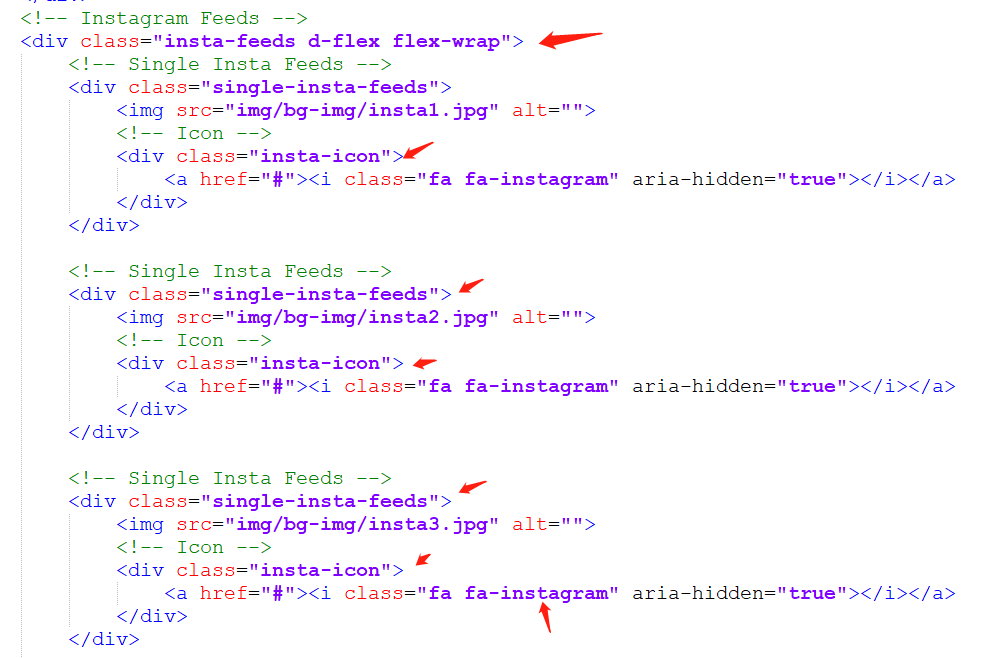 <!-- Instagram Feeds -->
<div class="insta-feeds d-flex flex-wrap">
<!-- Single Insta Feeds -->
<div class="single-insta-feeds">
<img src="img/bg-img/insta1.jpg" alt="">
<!-- Icon -->
<div class="insta-icon">
<a href="#"><i class="fa fa-instagram" aria-hidden="true"></i></a>
</div>
</div>
<!-- Single Insta Feeds -->
<div class="single-insta-feeds">
<img src="img/bg-img/insta2.jpg" alt="">
<!-- Icon -->
<div class="insta-icon">
<a href="#"><i class="fa fa-instagram" aria-hidden="true"></i></a>
</div>
</div>
<!-- Single Insta Feeds -->
<div class="single-insta-feeds">
<img src="img/bg-img/insta3.jpg" alt="">
<!-- Icon -->
<div class="insta-icon">
<a href="#"><i class="fa fa-instagram" aria-hidden="true"></i></a>
</div>
</div>